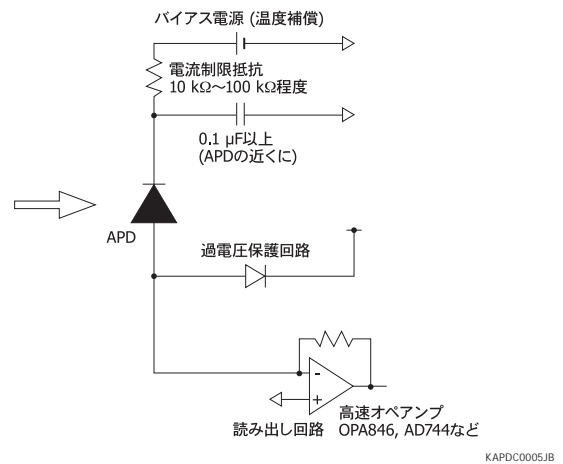 バイアス電源 (温度補償)
電流制限抵抗
10 kΩ～100 kΩ程度
0.1 μF以上
(APDの近くに)
APD
過電圧保護回路
-
+
高速オペアンプ
読み出し回路 OPA846, AD744など
KAPDC0005JB